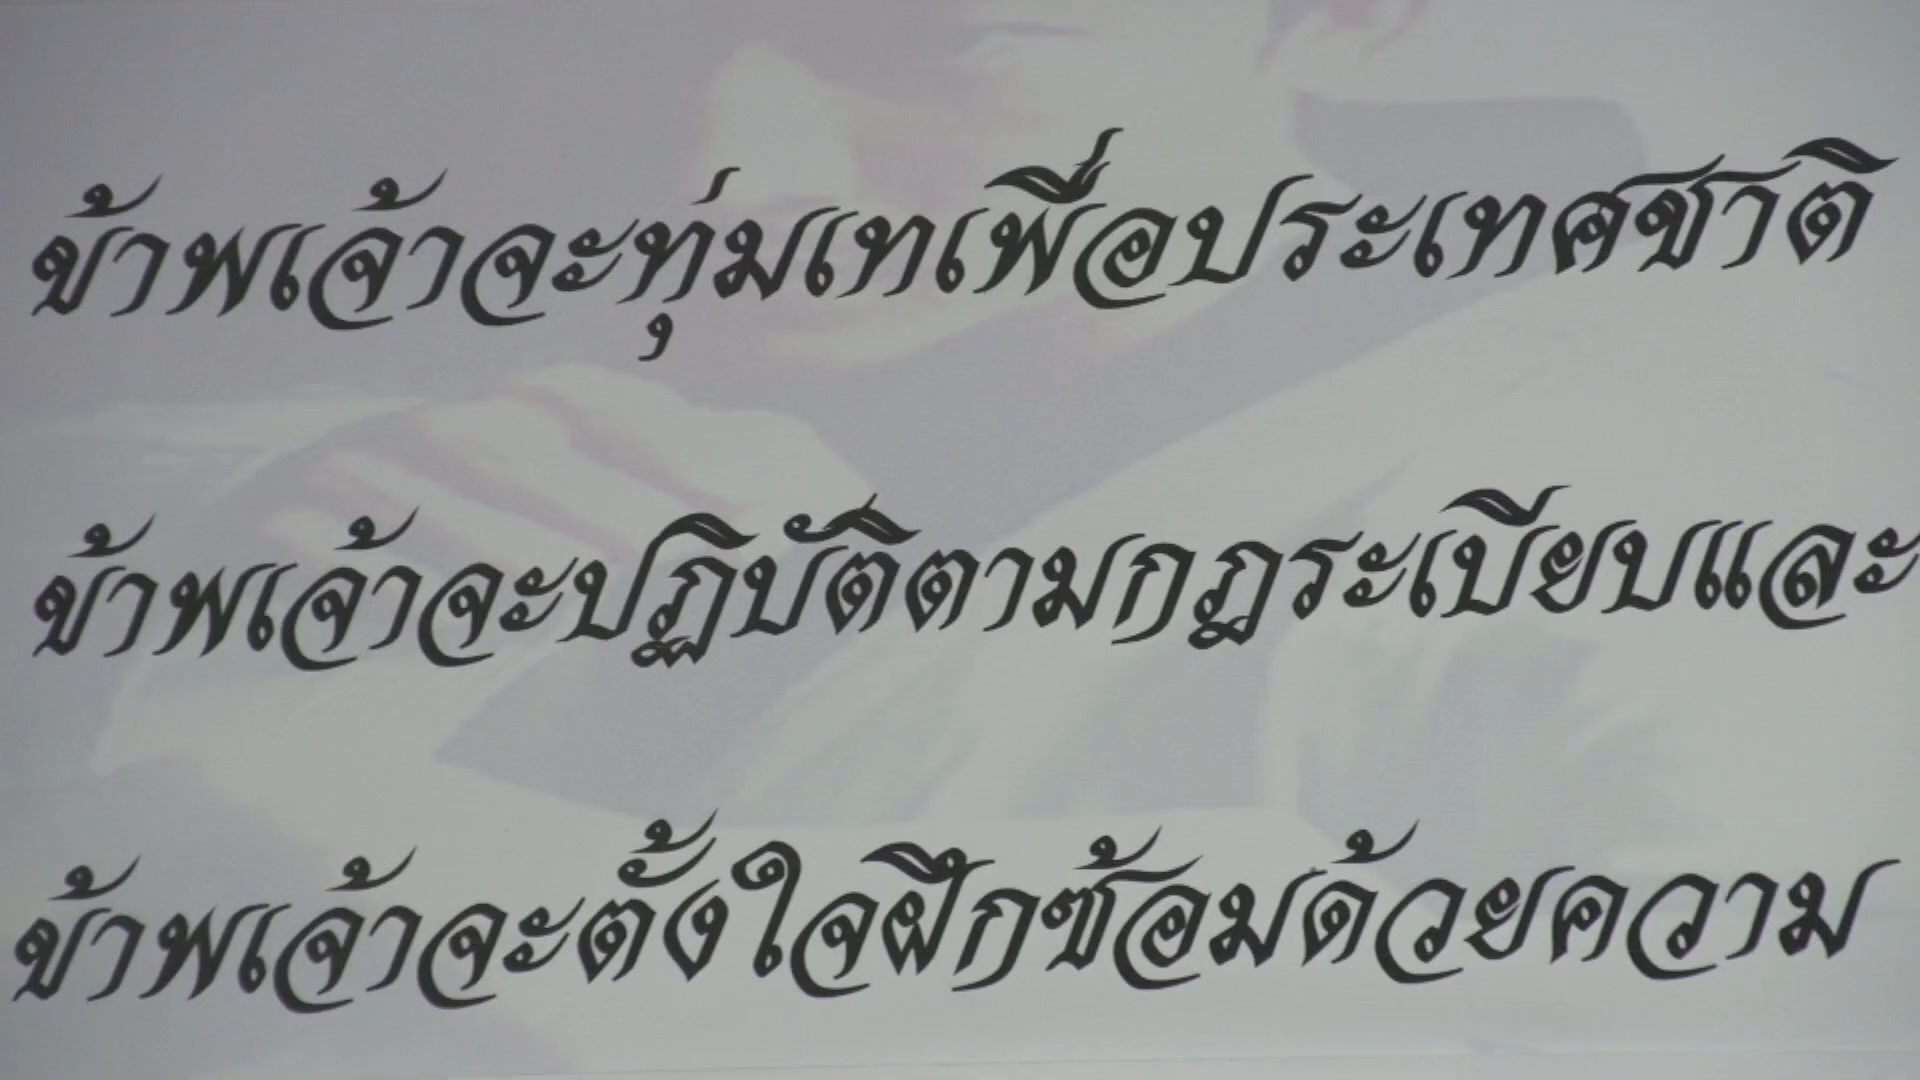 ข้าพเจ้าจะทุ่มเทเพื่อประเทศชาติ
ข้าพเจ้าจะปฏิบัติตามกฎระเบียบและ
ข้าพเจ้าจะตั้งใจฝึกซ้อมด้วยความ